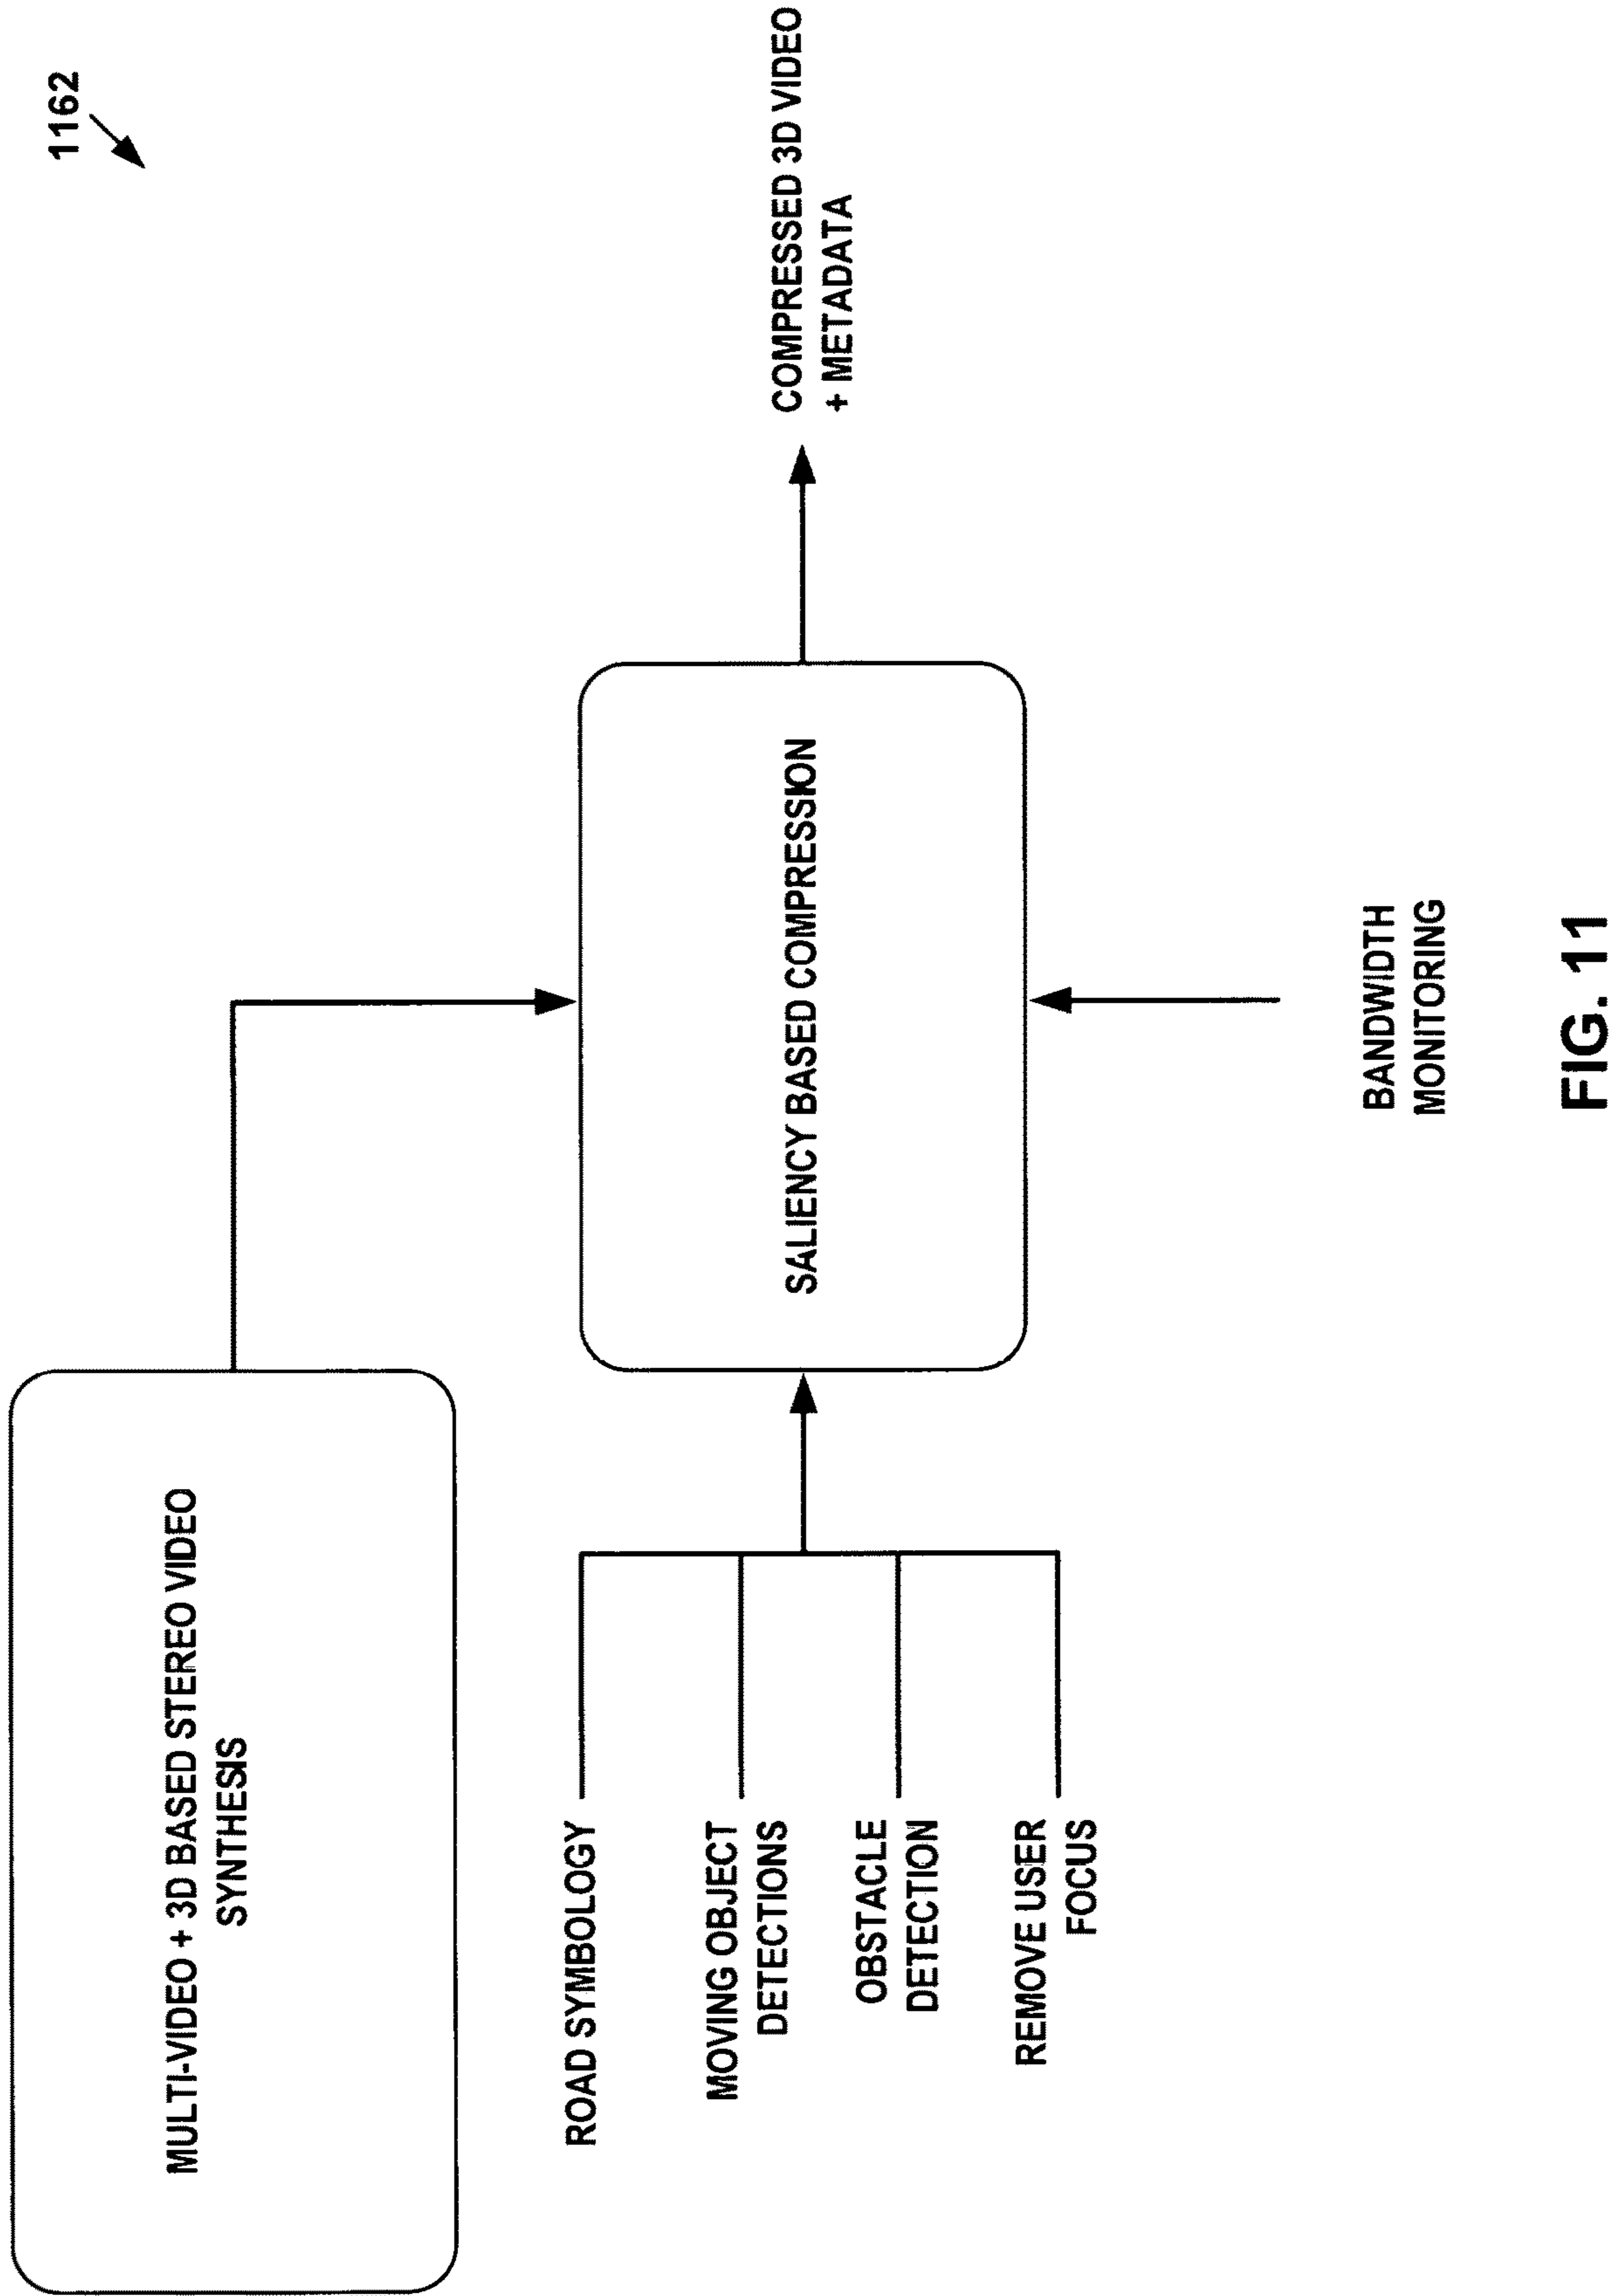 1162
MULTI-VIDEO + 3D BASED STEREO VIDEO
SYNTHESIS
ROAD SYMBOLOGY
MOVING OBJECT
DETECTIONS
OBSTACLE
DETECTION
REMOVE USER
FOCUS
SALIENCY BASED COMPRESSION
COMPRESSED 3D VIDEO
+ METADATA
BANDWIDTH
MONITORING
FIG. 11